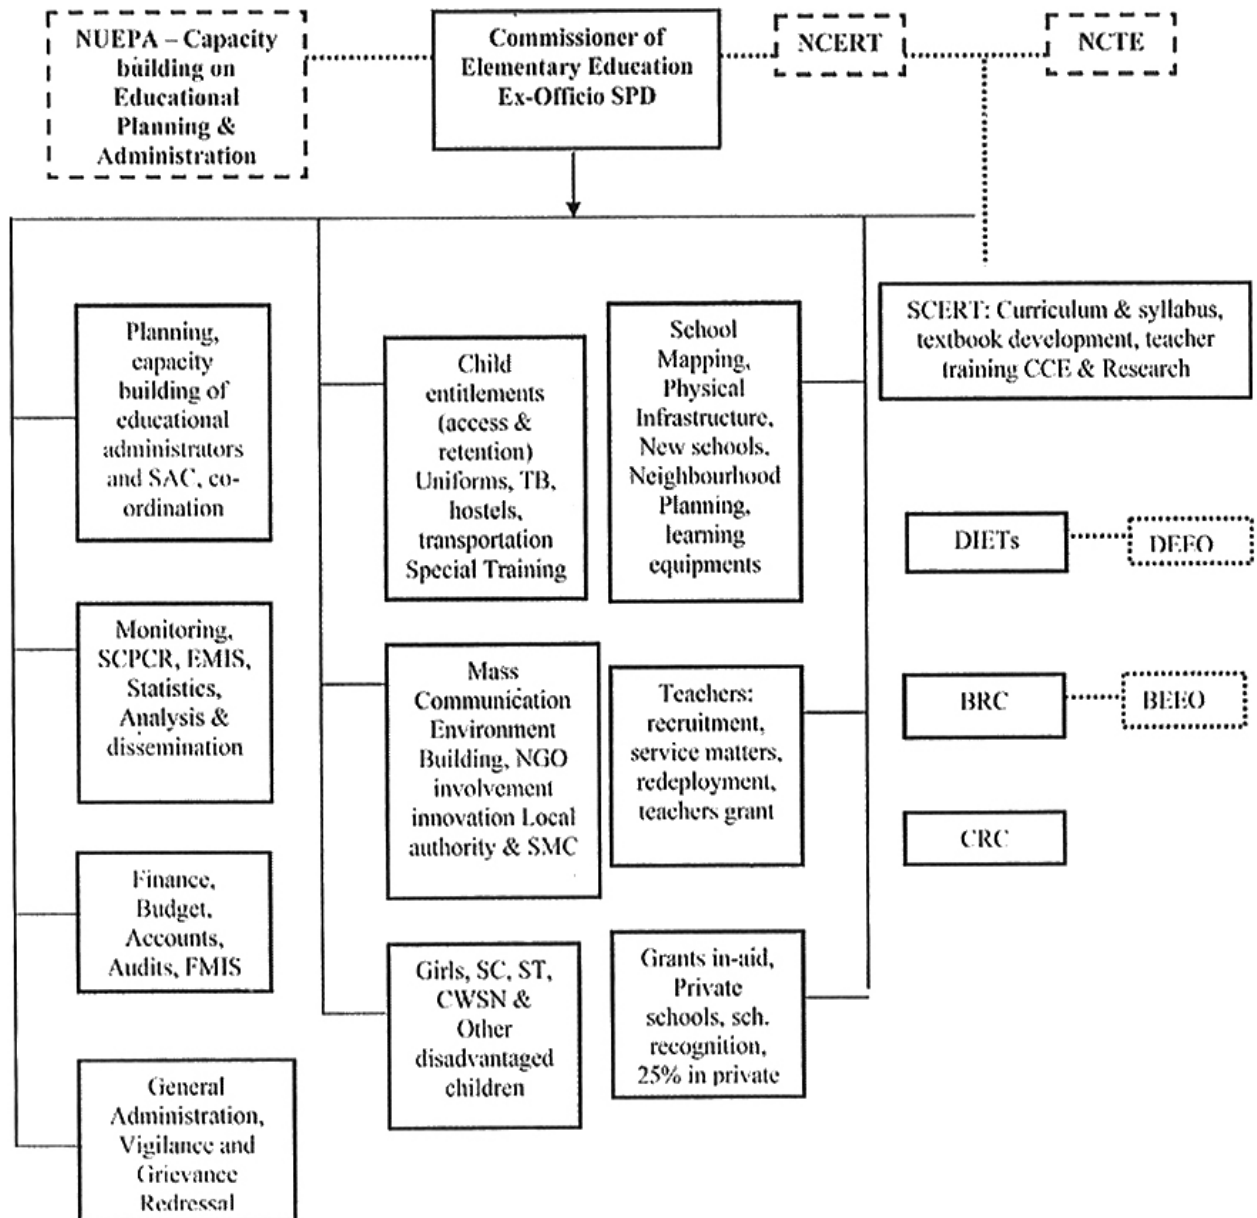 NUEPA – Capacity
building on
Educational
Planning &
Administration
Commissioner of
Elementary Education
Ex-Officio SPD
NCERT
NCTE
Planning,
capacity
building of
educational
administrators
and SAC, co-
ordination
Monitoring,
SCPCR, EMIS,
Statistics,
Analysis &
dissemination
Finance,
Budget,
Accounts,
Audits, FMIS
General
Administration,
Vigilance and
Grievance
Redressal
Child
entitlements
(access &
retention)
Uniforms, TB,
hostels,
transportation
Special Training
Mass
Communication
Environment
Building, NGO
involvement
innovation Local
authority & SMC
Girls, SC, ST,
CWSN &
Other
disadvantaged
children
School
Mapping,
Physical
Infrastructure,
New schools,
Neighbourhood
Planning,
learning
equipments
Teachers:
recruitment,
service matters,
redeployment,
teachers grant
Grants in-aid,
Private
schools, sch.
recognition,
25% in private
SCERT: Curriculum & syllabus,
textbook development, teacher
training CCE & Research
DIETs
DEEO
BRC
BEEO
CRC